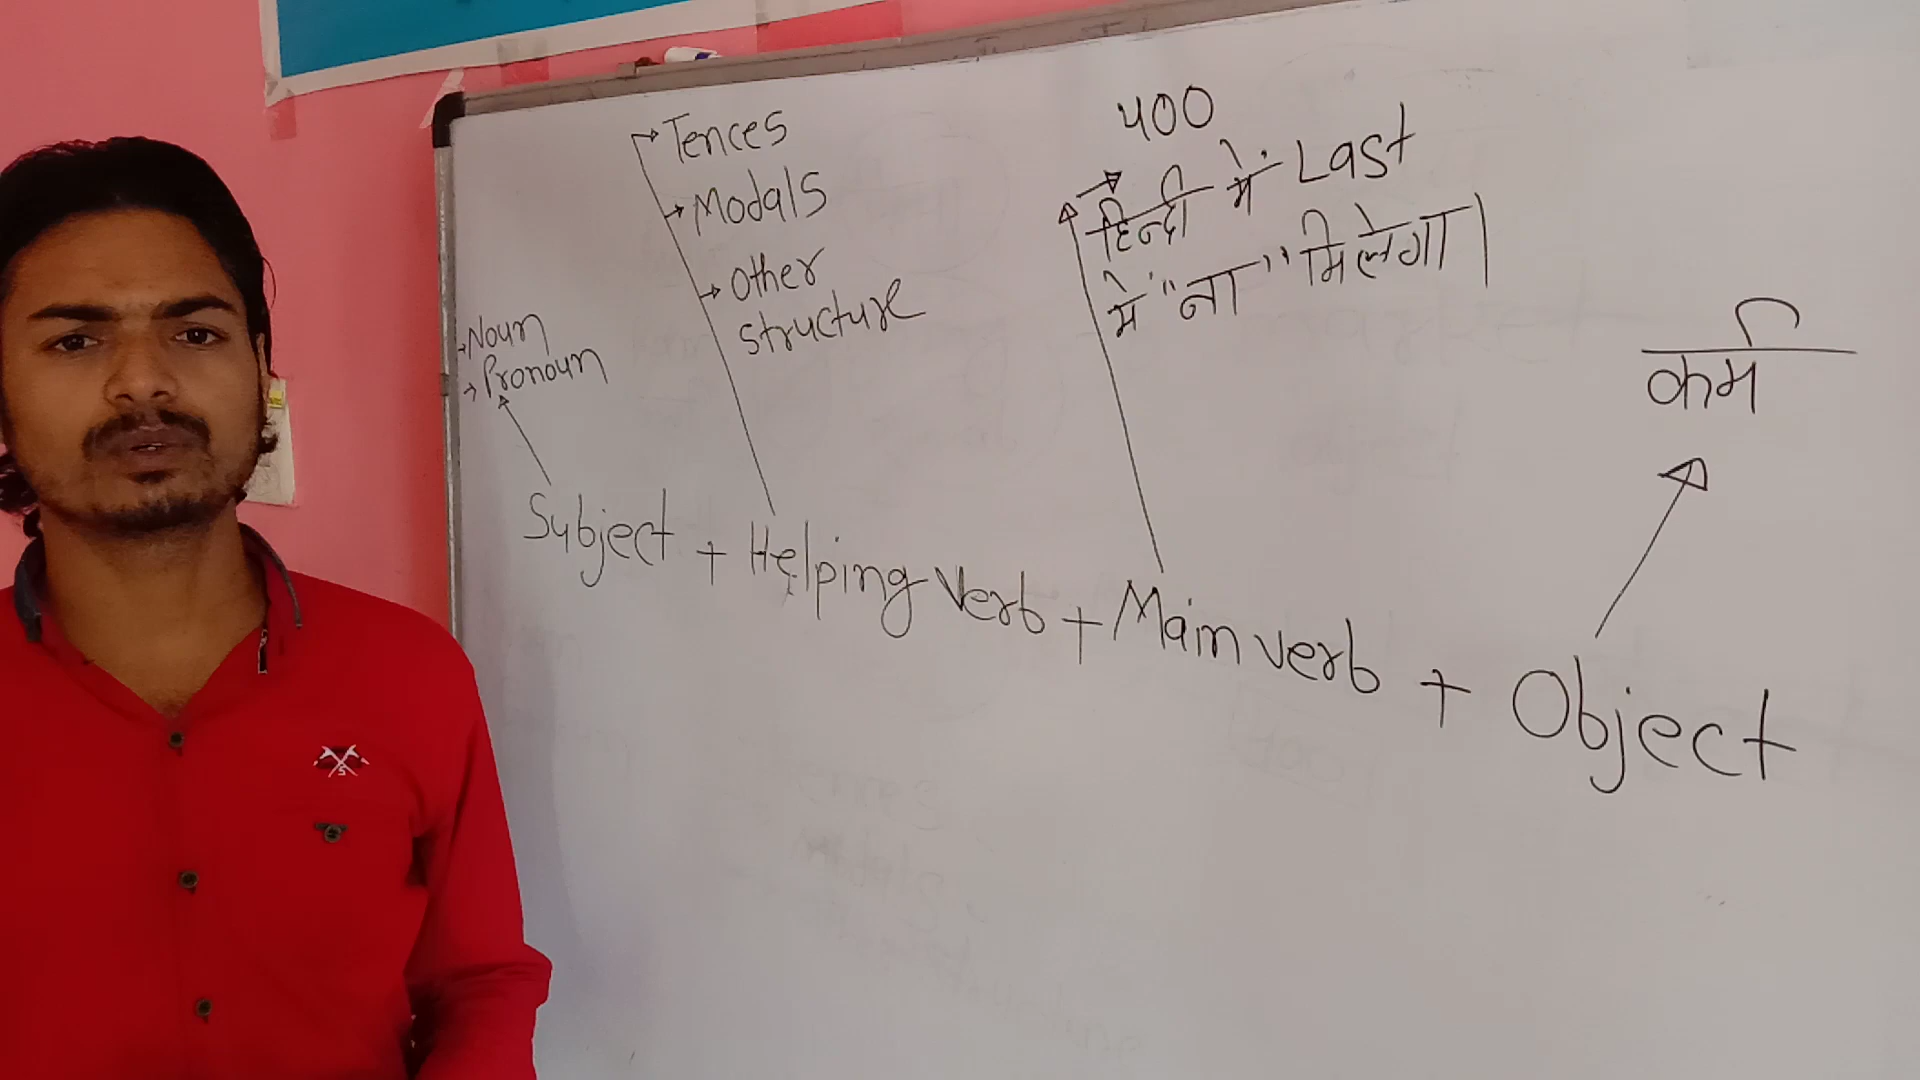 Tences
Modals
Other
structure
Noun
Pronoun
400
हिन्दी में Last
में "ना" मिलेगा।
कर्म
Subject + Helping Verb + Main verb + Object